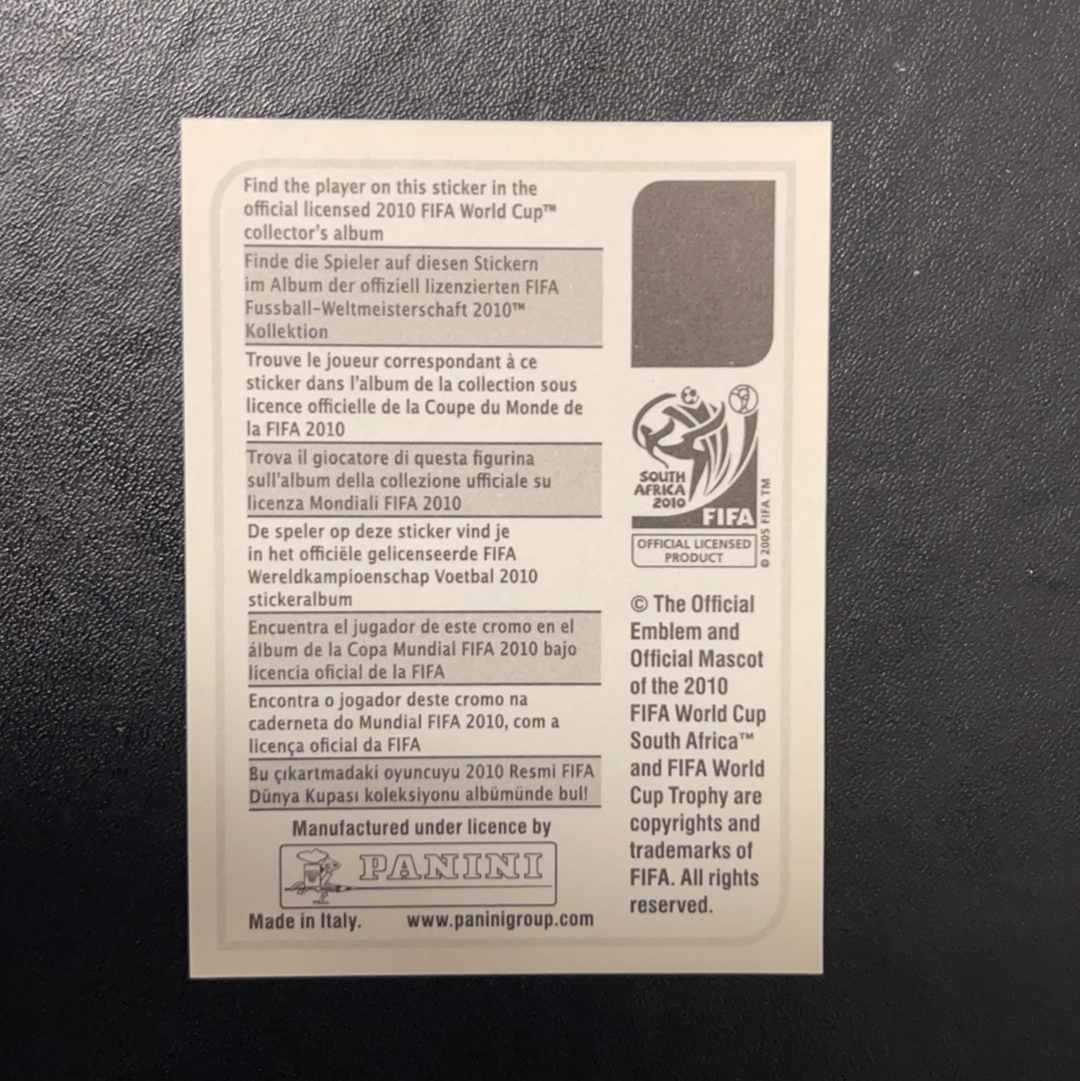 Find the player on this sticker in the
official licensed 2010 FIFA World Cup™
collector's album
Finde die Spieler auf diesen Stickern
im Album der offiziell lizenzierten FIFA
Fussball-Weltmeisterschaft 2010™
Kollektion
Trouve le joueur correspondant à ce
sticker dans l'album de la collection sous
licence officielle de la Coupe du Monde de
la FIFA 2010
Trova il giocatore di questa figurina
sull'album della collezione ufficiale su
licenza Mondiali FIFA 2010
De speler op deze sticker vind je
in het officiële gelicenseerde FIFA
Wereldkampioenschap Voetbal 2010
stickeralbum
Encuentra el jugador de este cromo en el
álbum de la Copa Mundial FIFA 2010 bajo
licencia oficial de la FIFA
Encontra o jogador deste cromo na
caderneta do Mundial FIFA 2010, com a
licença oficial da FIFA
Bu çıkartmadaki oyuncuyu 2010 Resmi FIFA
Dünya Kupası koleksiyonu albümünde bul!
Manufactured under licence by
PANINI
Made in Italy. www.paninigroup.com
SOUTH
AFRICA
2010
FIFA
OFFICIAL LICENSED
PRODUCT
© 2005 FIFA TM
© The Official
Emblem and
Official Mascot
of the 2010
FIFA World Cup
South Africa™
and FIFA World
Cup Trophy are
copyrights and
trademarks of
FIFA. All rights
reserved.